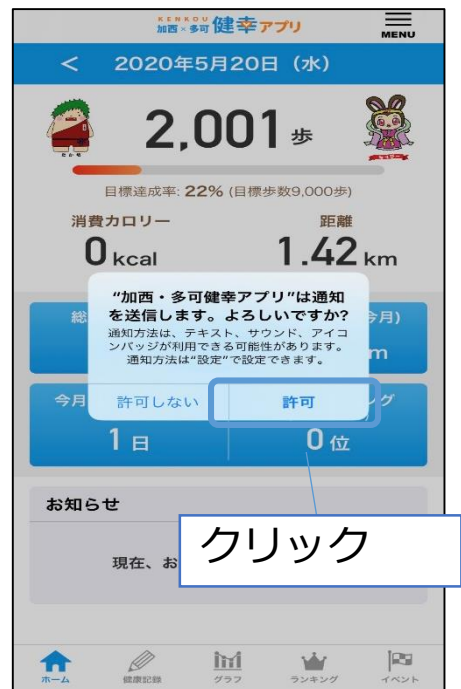 KENKOU
加西×多可 健幸アプリ
MENU
< 2020年5月20日（水）
2,001 歩
目標達成率: 22% (目標歩数9,000歩)
消費カロリー 距離
0 kcal 1.42 km
"加西・多可健幸アプリ"は通知
を送信します。よろしいですか?
通知方法は、テキスト、サウンド、アイコ
ンバッジが利用できる可能性があります。
通知方法は"設定"で設定できます。
総 今月)
m
許可しない 許可
今月 ング
1 日 0 位
お知らせ
クリック
現在、お
ホーム 健康記録 グラフ ランキング イベント